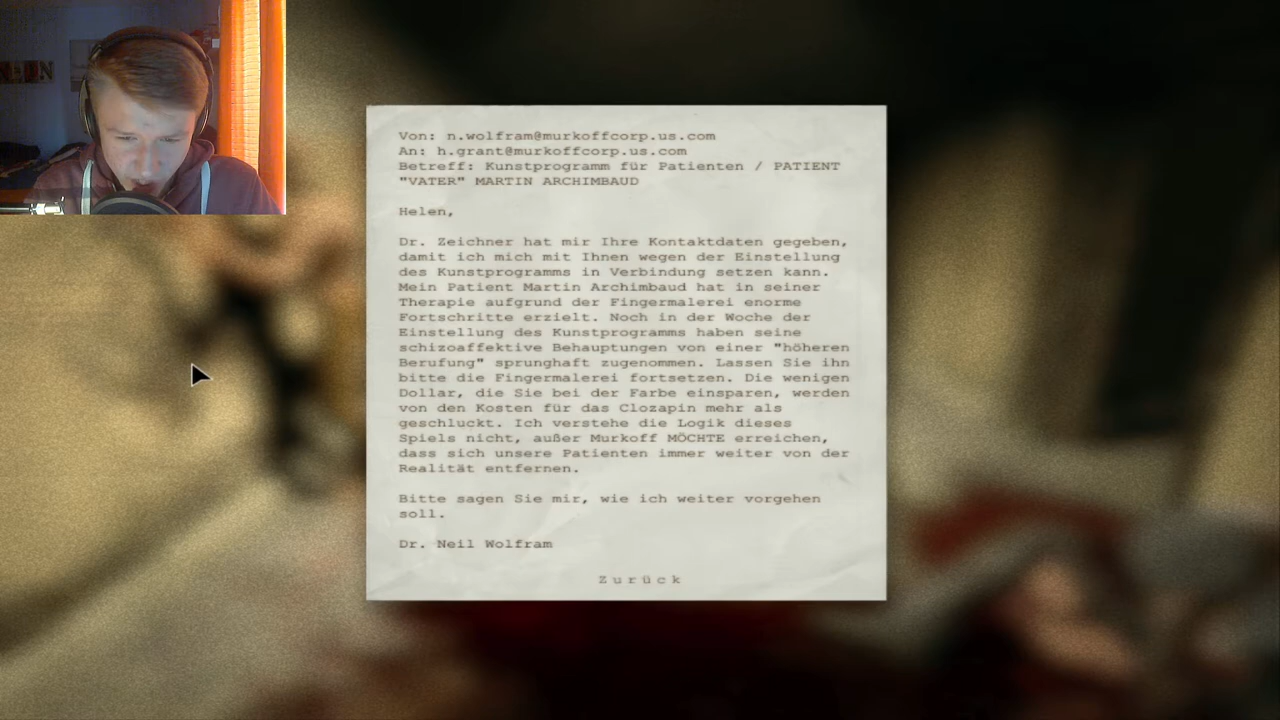 Von: n.wolfram@murkoffcorp.us.com
An: h.grant@murkoffcorp.us.com
Betreff: Kunstprogramm für Patienten / PATIENT
"VATER" MARTIN ARCHIMBAUD
Helen,
Dr. Zeichner hat mir Ihre Kontaktdaten gegeben,
damit ich mich mit Ihnen wegen der Einstellung
des Kunstprogramms in Verbindung setzen kann.
Mein Patient Martin Archimbaud hat in seiner
Therapie aufgrund der Fingermalerei enorme
Fortschritte erzielt. Noch in der Woche der
Einstellung des Kunstprogramms haben seine
schizoaffektive Behauptungen von einer "höheren
Berufung" sprunghaft zugenommen. Lassen Sie ihn
bitte die Fingermalerei fortsetzen. Die wenigen
Dollar, die Sie bei der Farbe einsparen, werden
von den Kosten für das Clozapin mehr als
geschluckt. Ich verstehe die Logik dieses
Spiels nicht, außer Murkoff MÖCHTE erreichen,
dass sich unsere Patienten immer weiter von der
Realität entfernen.
Bitte sagen Sie mir, wie ich weiter vorgehen
soll.
Dr. Neil Wolfram
Zurück